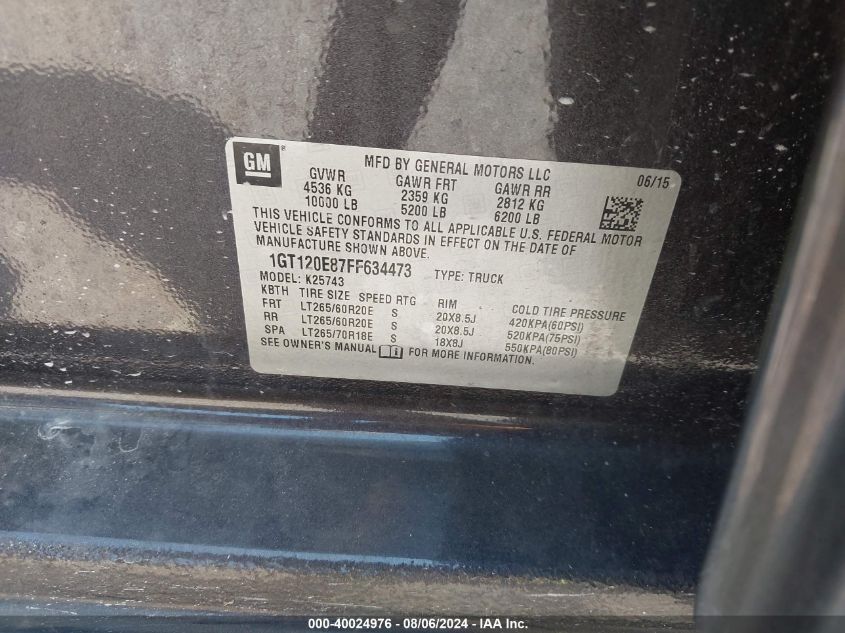 GM
®
MFD BY GENERAL MOTORS LLC
06/15
GVWR GAWR FRT GAWR RR
4536 KG 2359 KG 2812 KG
10000 LB 5200 LB 6200 LB
THIS VEHICLE CONFORMS TO ALL APPLICABLE U.S. FEDERAL MOTOR
VEHICLE SAFETY STANDARDS IN EFFECT ON THE DATE OF
MANUFACTURE SHOWN ABOVE.
1GT120E87FF634473 TYPE: TRUCK
MODEL: K25743
KBTH TIRE SIZE SPEED RTG RIM COLD TIRE PRESSURE
FRT LT265/60R20E S 20X8.5J 420KPA(60PSI)
RR LT265/60R20E S 20X8.5J 520KPA(75PSI)
SPA LT265/70R18E S 18X8J 550KPA(80PSI)
SEE OWNER'S MANUAL i FOR MORE INFORMATION.
000-40024976 - 08/06/2024 - IAA Inc.